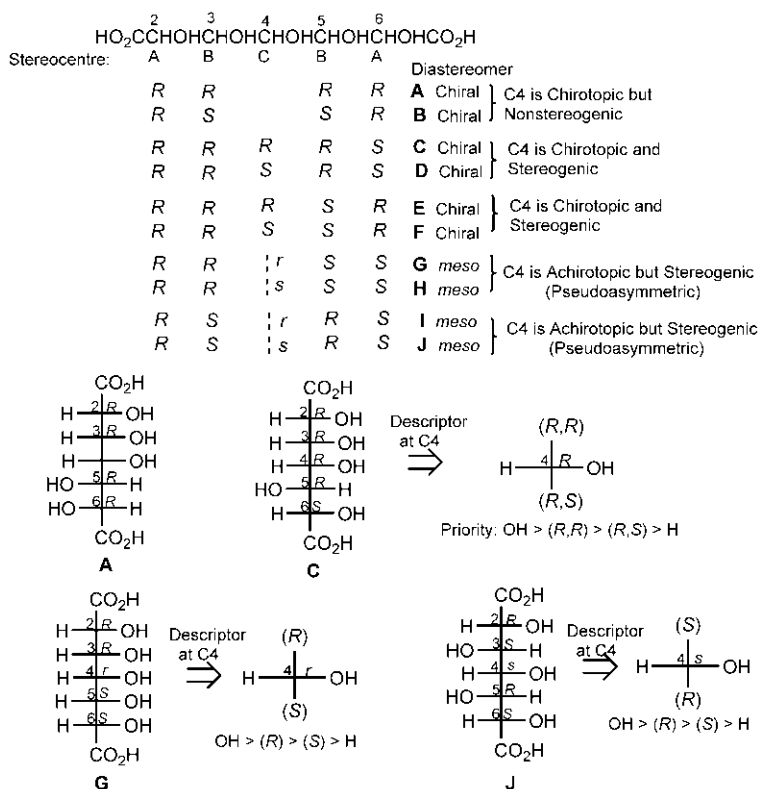 2 3 4 5 6
HO₂CCHOHCHOHCHOHCHOHCHOHCO₂H
Stereocentre: A B C B A
Diastereomer
R R R R A Chiral
R S S R B Chiral
C4 is Chirotopic but
Nonstereogenic
R R R R S C Chiral
R R S R S D Chiral
C4 is Chirotopic and
Stereogenic
R R R S R E Chiral
R R S S R F Chiral
C4 is Chirotopic and
Stereogenic
R R r S S G meso
R R s S S H meso
C4 is Achirotopic but Stereogenic
(Pseudoasymmetric)
R S r R S I meso
R S s R S J meso
C4 is Achirotopic but Stereogenic
(Pseudoasymmetric)
CO₂H
H 2 R OH
H 3 R OH
H OH
HO 5 R H
HO 6 R H
CO₂H
A
CO₂H
H 2 R OH
H 3 R OH
H 4 R OH
HO 5 R H
H 6 S OH
CO₂H
C
Descriptor
at C4
(R,R)
H 4 R OH
(R,S)
Priority: OH > (R,R) > (R,S) > H
CO₂H
H 2 R OH
H 3 R OH
H 4 r OH
H 5 S OH
H 6 S OH
CO₂H
G
Descriptor
at C4
(R)
H 4 r OH
(S)
OH > (R) > (S) > H
CO₂H
H 2 R OH
HO 3 S H
H 4 s OH
HO 5 R H
H 6 S OH
CO₂H
J
Descriptor
at C4
(S)
H 4 s OH
(R)
OH > (R) > (S) > H